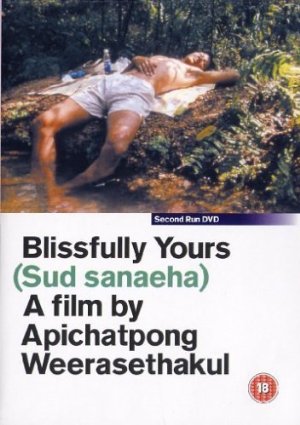 Second Run DVD
Blissfully Yours
(Sud sanaeha)
A film by
Apichatpong
Weerasethakul
18